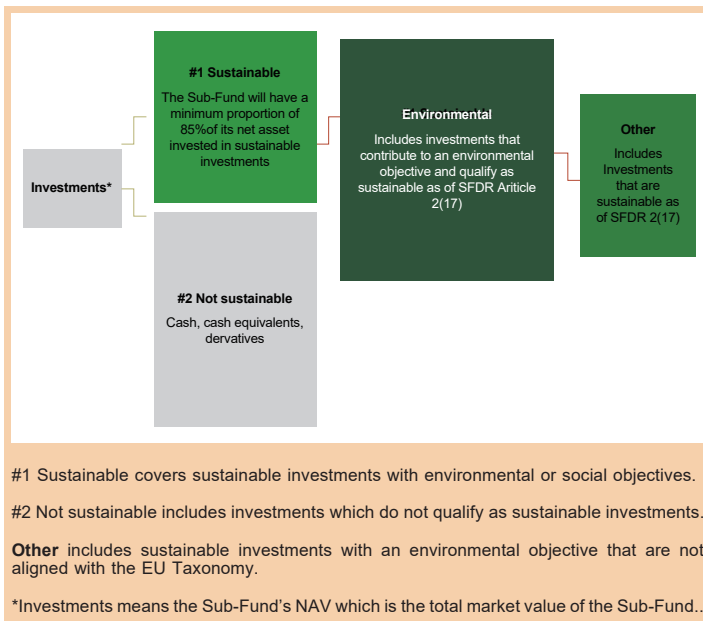 Investments*
#1 Sustainable
The Sub-Fund will have a
minimum proportion of
85%of its net asset
invested in sustainable
investments
#2 Not sustainable
Cash, cash equivalents,
dervatives
Environmental
Includes investments that
contribute to an environmental
objective and qualify as
sustainable as of SFDR Ariticle
2(17)
Other
Includes
Investments
that are
sustainable as
of SFDR 2(17)
#1 Sustainable covers sustainable investments with environmental or social objectives.
#2 Not sustainable includes investments which do not qualify as sustainable investments.
Other includes sustainable investments with an environmental objective that are not
aligned with the EU Taxonomy.
*Investments means the Sub-Fund's NAV which is the total market value of the Sub-Fund..